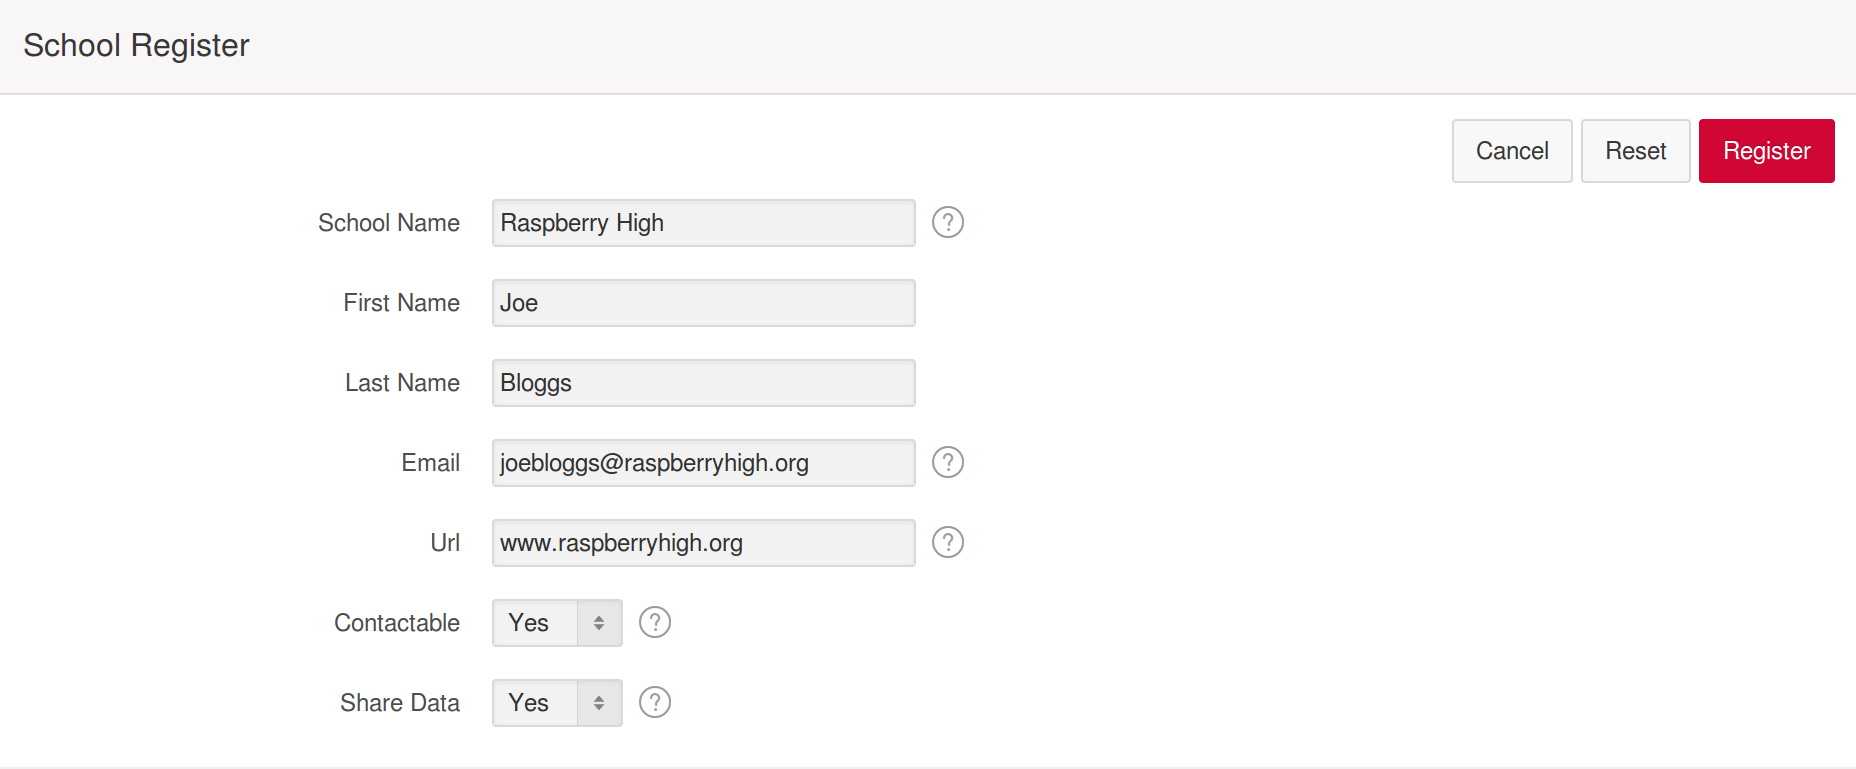 School Register
Cancel Reset Register
School Name Raspberry High ?
First Name Joe
Last Name Bloggs
Email joebloggs@raspberryhigh.org ?
Url www.raspberryhigh.org ?
Contactable Yes ?
Share Data Yes ?